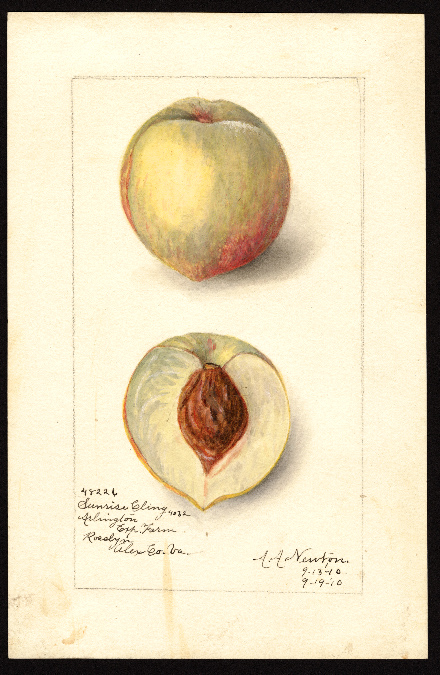 48226
Sunrise Cling 4032
Arlington
Exp. Farm
Rosslyn
Alex Co. Va.
A A Newton.
9-13-10
9-19-10